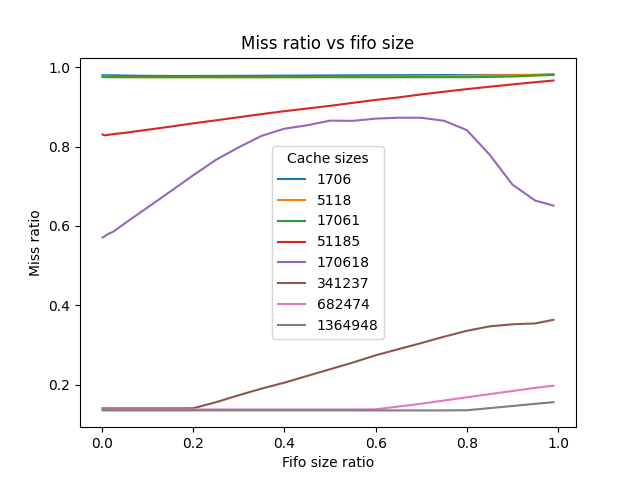 Miss ratio vs fifo size
1.0
0.8
0.6
0.4
0.2
Miss ratio
Cache sizes
1706
5118
17061
51185
170618
341237
682474
1364948
0.0 0.2 0.4 0.6 0.8 1.0
Fifo size ratio